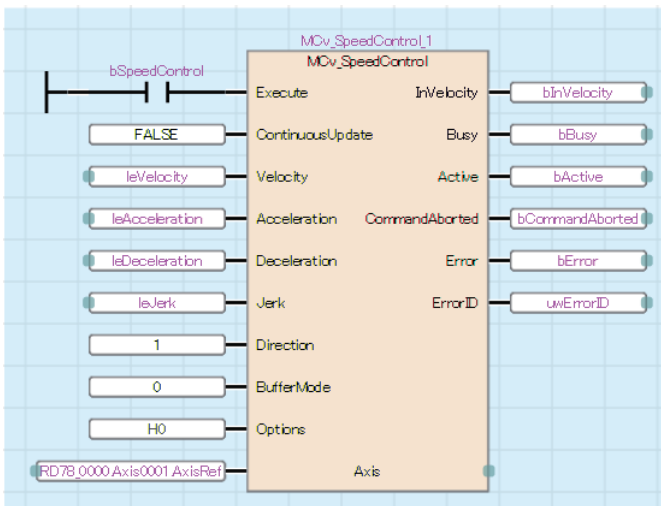 MCv_SpeedControl_1
bSpeedControl
MCv_SpeedControl
Execute InVelocity bInVelocity
FALSE ContinuousUpdate Busy bBusy
leVelocity Velocity Active bActive
leAcceleration Acceleration CommandAborted bCommandAborted
leDeceleration Deceleration Error bError
leJerk Jerk ErrorID uwErrorID
1 Direction
0 BufferMode
H0 Options
RD78_0000.Axis0001.AxisRef Axis